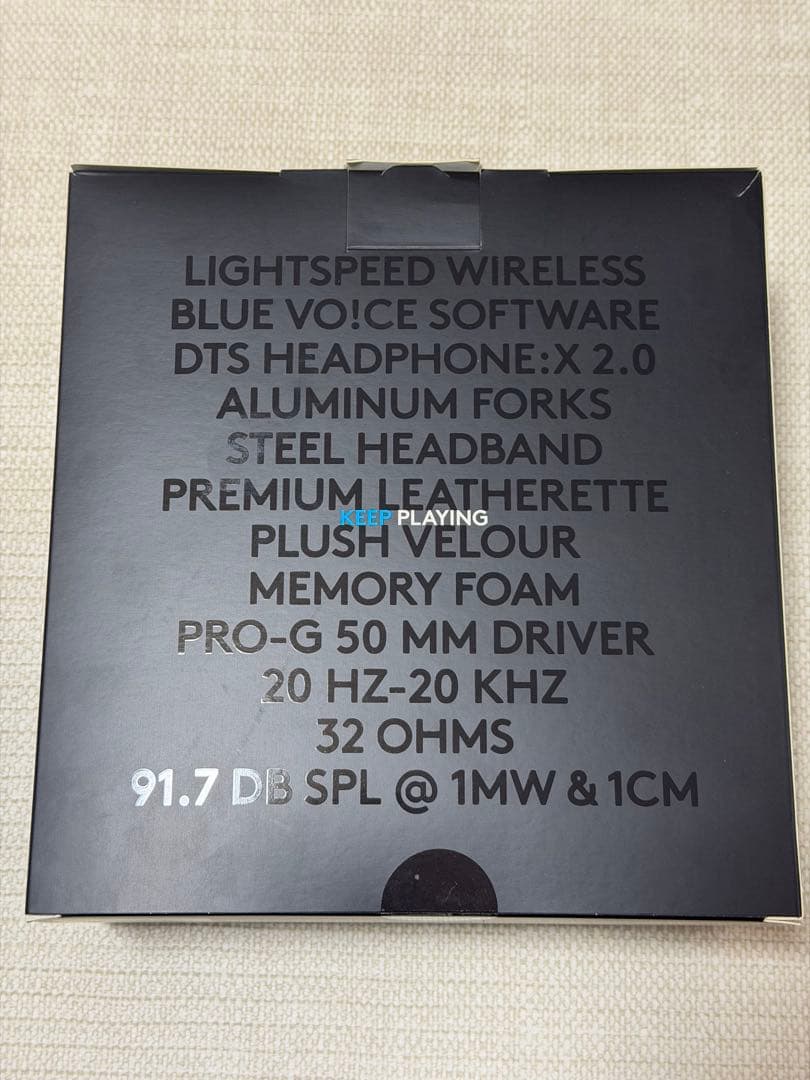 LIGHTSPEED WIRELESS
BLUE VO!CE SOFTWARE
DTS HEADPHONE:X 2.0
ALUMINUM FORKS
STEEL HEADBAND
PREMIUM LEATHERETTE
KEEP PLAYING
PLUSH VELOUR
MEMORY FOAM
PRO-G 50 MM DRIVER
20 HZ-20 KHZ
32 OHMS
91.7 DB SPL @ 1MW & 1CM